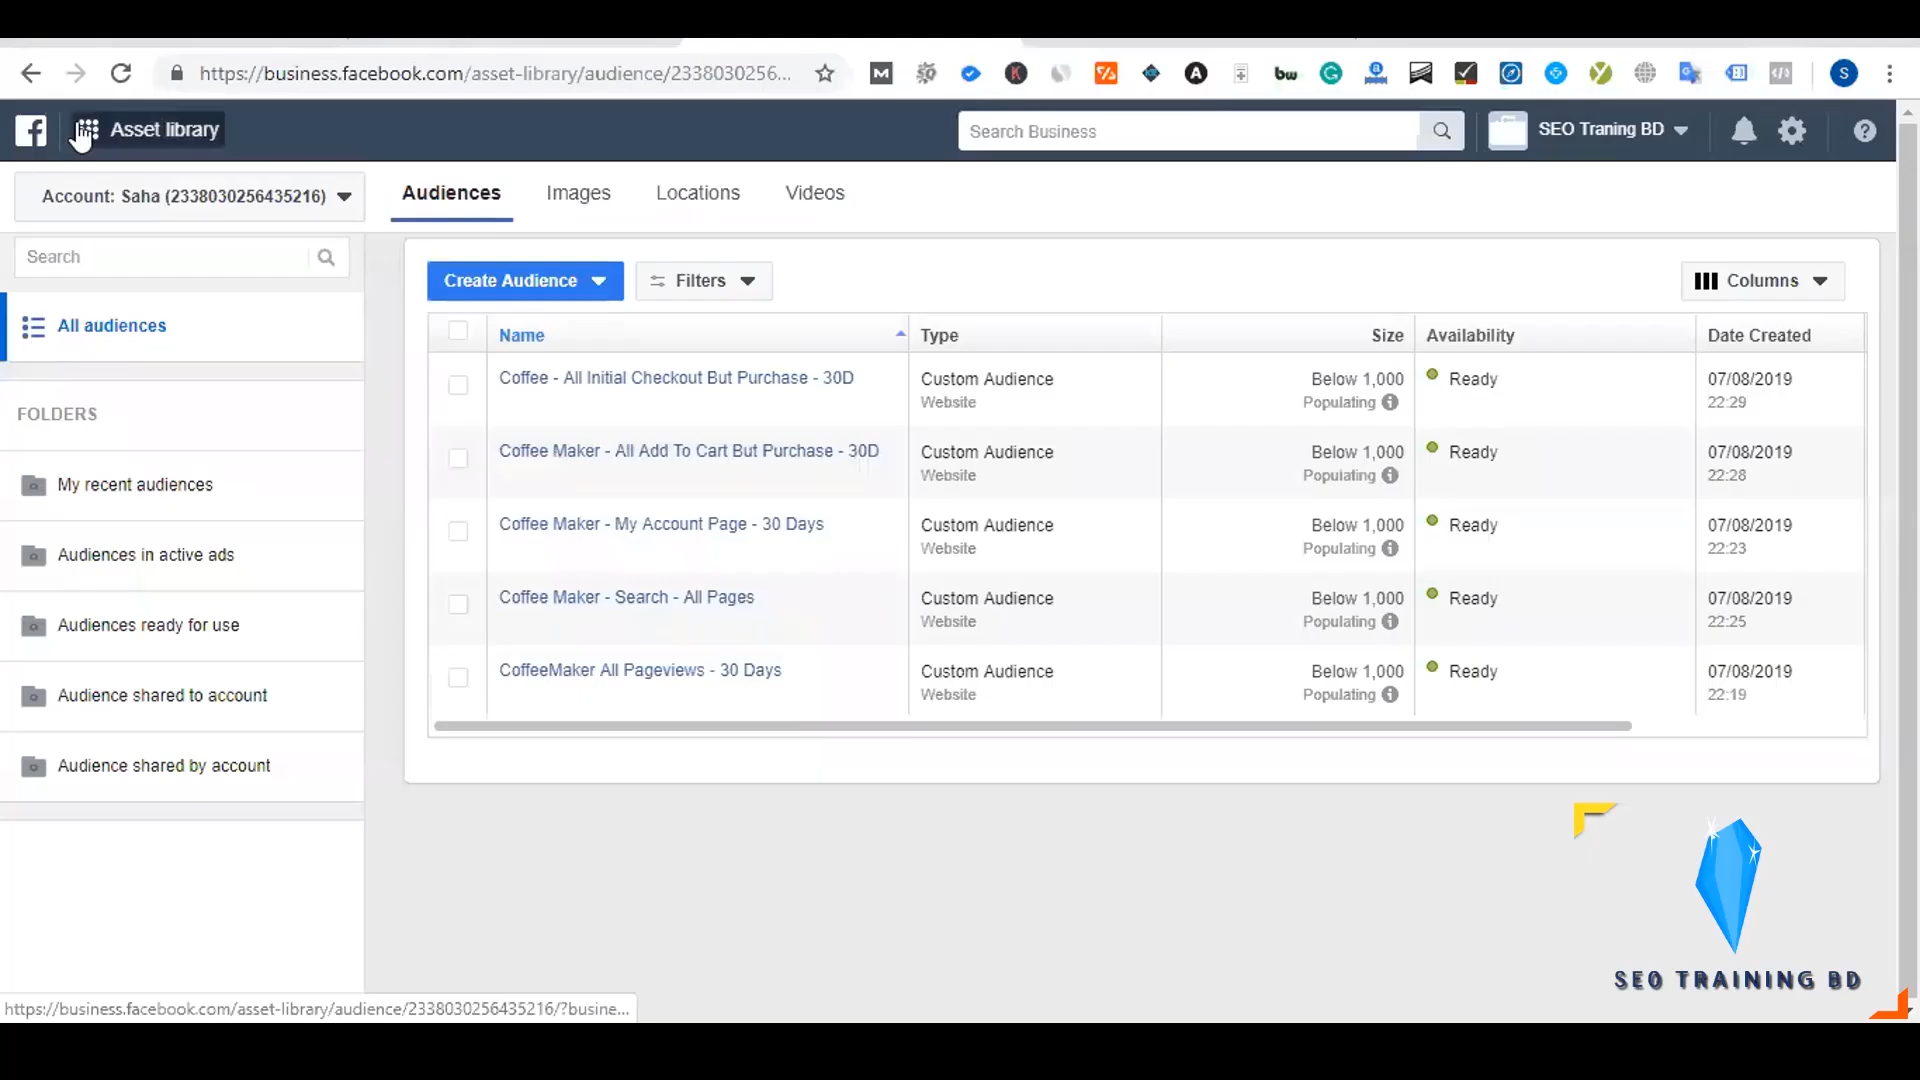 https://business.facebook.com/asset-library/audience/2338030256...
Asset library
Search Business
SEO Traning BD
Account: Saha (2338030256435216)
Audiences
Images
Locations
Videos
Search
Create Audience
Filters
Columns
All audiences
FOLDERS
My recent audiences
Audiences in active ads
Audiences ready for use
Audience shared to account
Audience shared by account
Name
Type
Size
Availability
Date Created
Coffee - All Initial Checkout But Purchase - 30D
Custom Audience
Website
Below 1,000
Populating
Ready
07/08/2019
22:29
Coffee Maker - All Add To Cart But Purchase - 30D
Custom Audience
Website
Below 1,000
Populating
Ready
07/08/2019
22:28
Coffee Maker - My Account Page - 30 Days
Custom Audience
Website
Below 1,000
Populating
Ready
07/08/2019
22:23
Coffee Maker - Search - All Pages
Custom Audience
Website
Below 1,000
Populating
Ready
07/08/2019
22:25
CoffeeMaker All Pageviews - 30 Days
Custom Audience
Website
Below 1,000
Populating
Ready
07/08/2019
22:19
SEO TRAINING BD
https://business.facebook.com/asset-library/audience/2338030256435216/?busine...